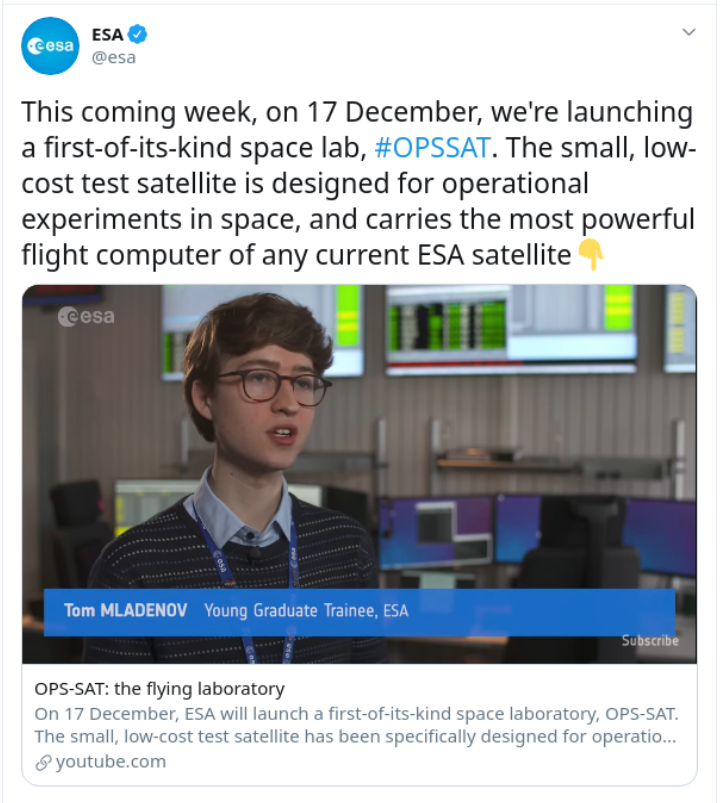 esa
ESA
@esa
This coming week, on 17 December, we're launching
a first-of-its-kind space lab, #OPSSAT. The small, low-
cost test satellite is designed for operational
experiments in space, and carries the most powerful
flight computer of any current ESA satellite👇
esa
esa
esa
Tom MLADENOV Young Graduate Trainee, ESA
Subscribe
OPS-SAT: the flying laboratory
On 17 December, ESA will launch a first-of-its-kind space laboratory, OPS-SAT.
The small, low-cost test satellite has been specifically designed for operatio...
youtube.com